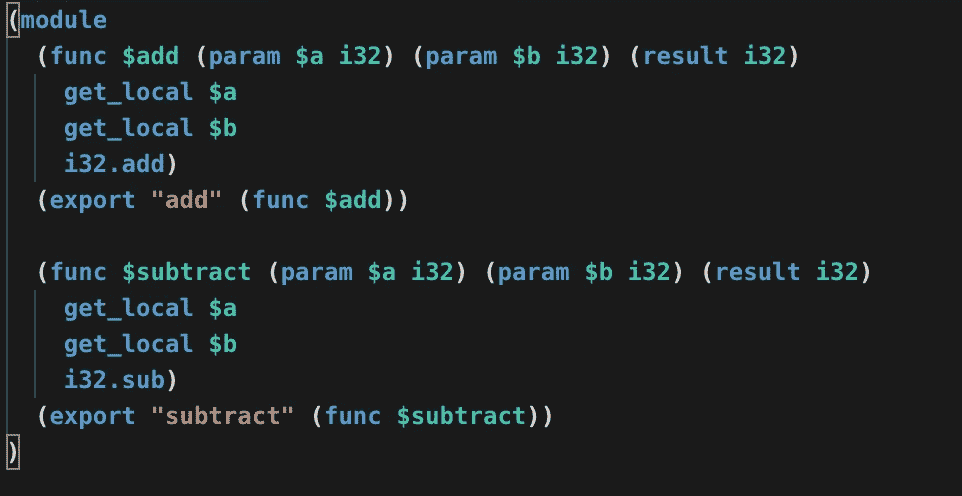 (module
  (func $add (param $a i32) (param $b i32) (result i32)
    get_local $a
    get_local $b
    i32.add)
  (export "add" (func $add))

  (func $subtract (param $a i32) (param $b i32) (result i32)
    get_local $a
    get_local $b
    i32.sub)
  (export "subtract" (func $subtract))
)